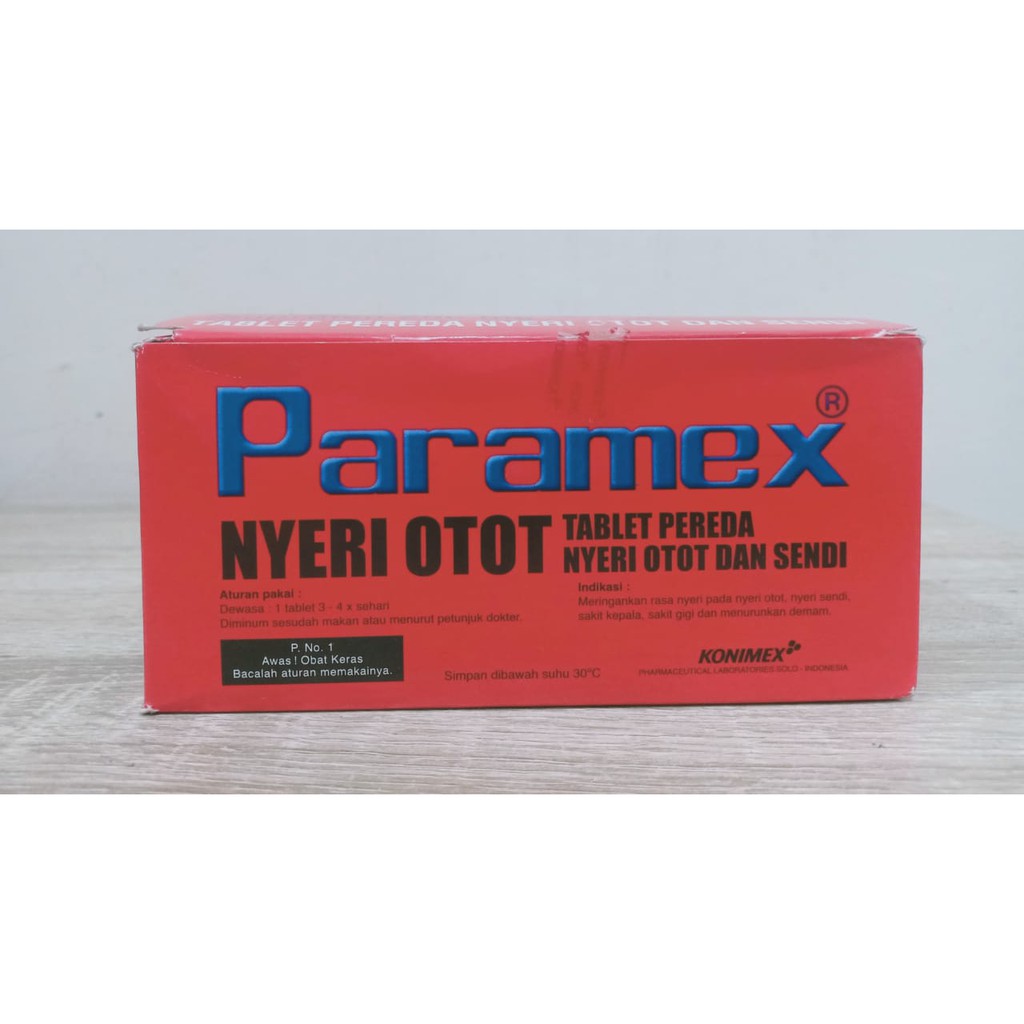 TABLET PEREDA NYERI OTOT DAN SENDI
Paramex®
NYERI OTOT
TABLET PEREDA
NYERI OTOT DAN SENDI
Aturan pakai :
Dewasa : 1 tablet 3 - 4 x sehari
Diminum sesudah makan atau menurut petunjuk dokter.
Indikasi :
Meringankan rasa nyeri pada nyeri otot, nyeri sendi,
sakit kepala, sakit gigi dan menurunkan demam.
P. No. 1
Awas ! Obat Keras
Bacalah aturan memakainya.
Simpan dibawah suhu 30°C
KONIMEX
PHARMACEUTICAL LABORATORIES SOLO - INDONESIA